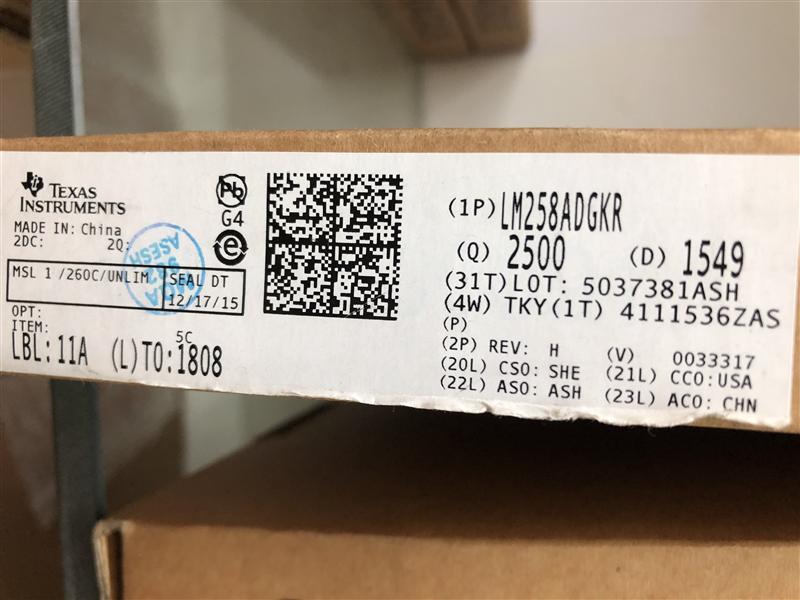 TEXAS
INSTRUMENTS
MADE IN: China
2DC: 2Q:
MSL 1 /260C/UNLIM
SEAL DT
12/17/15
OPT:
ITEM:
5C
LBL: 11A (L)TO:1808
Pb
G4
e
(1P) LM258ADGKR
(Q) 2500 (D) 1549
(31T)LOT: 5037381ASH
(4W) TKY(1T) 4111536ZAS
(P)
(2P) REV: H (V) 0033317
(20L) CSO: SHE (21L) CCO:USA
(22L) ASO: ASH (23L) ACO: CHN
ASESH